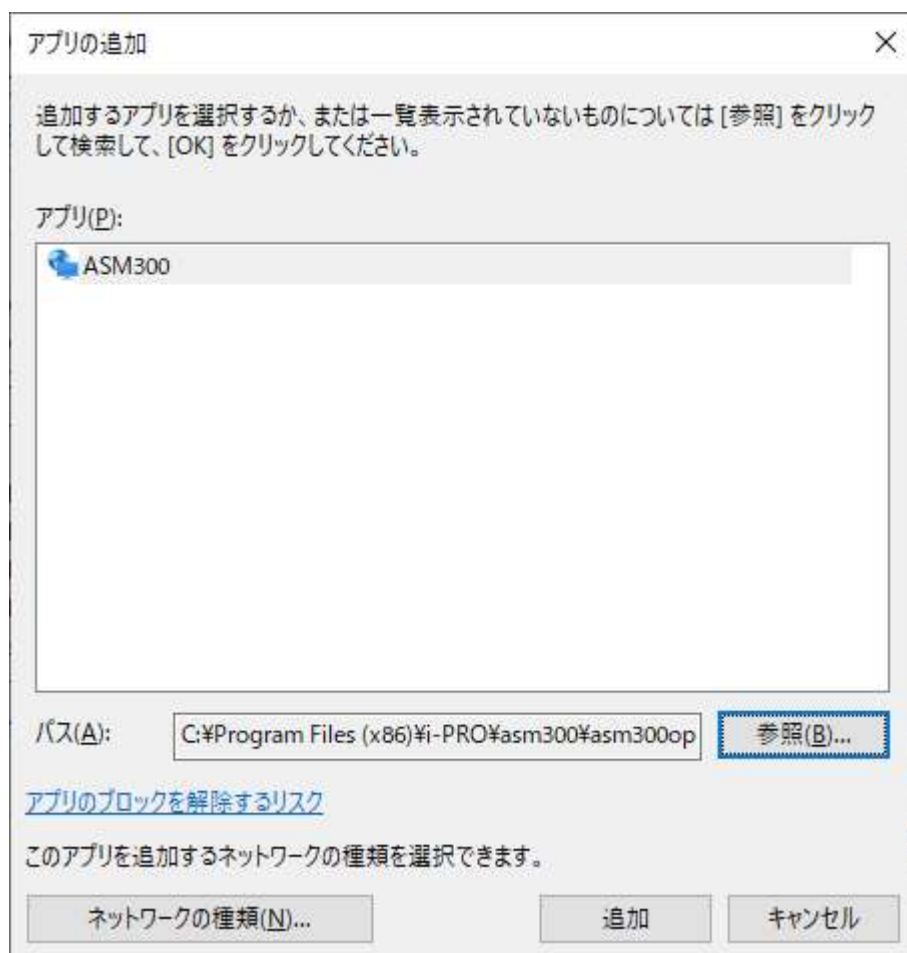 アプリの追加
追加するアプリを選択するか、または一覧表示されていないものについては [参照] をクリック
して検索して、[OK] をクリックしてください。
アプリ(P):
ASM300
パス(A):
C:¥Program Files (x86)¥i-PRO¥asm300¥asm300op
参照(B)...
アプリのブロックを解除するリスク
このアプリを追加するネットワークの種類を選択できます。
ネットワークの種類(N)...
追加
キャンセル